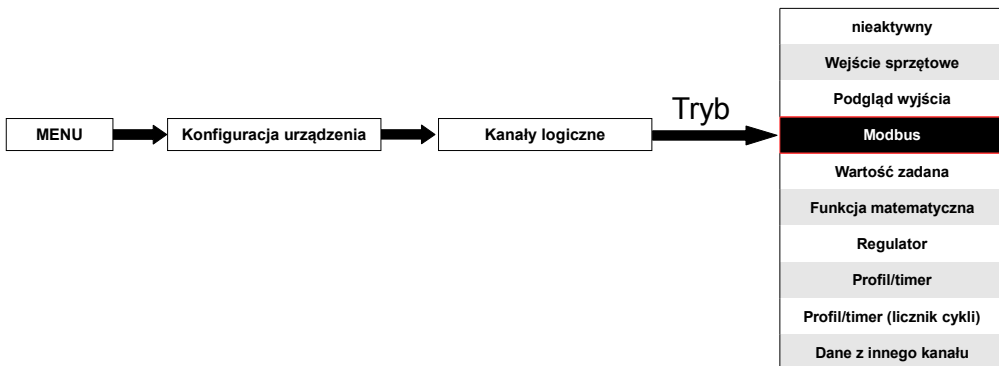 MENU
Konfiguracja urządzenia
Kanały logiczne
Tryb
nieaktywny
Wejście sprzętowe
Podgląd wyjścia
Modbus
Wartość zadana
Funkcja matematyczna
Regulator
Profil/timer
Profil/timer (licznik cykli)
Dane z innego kanału